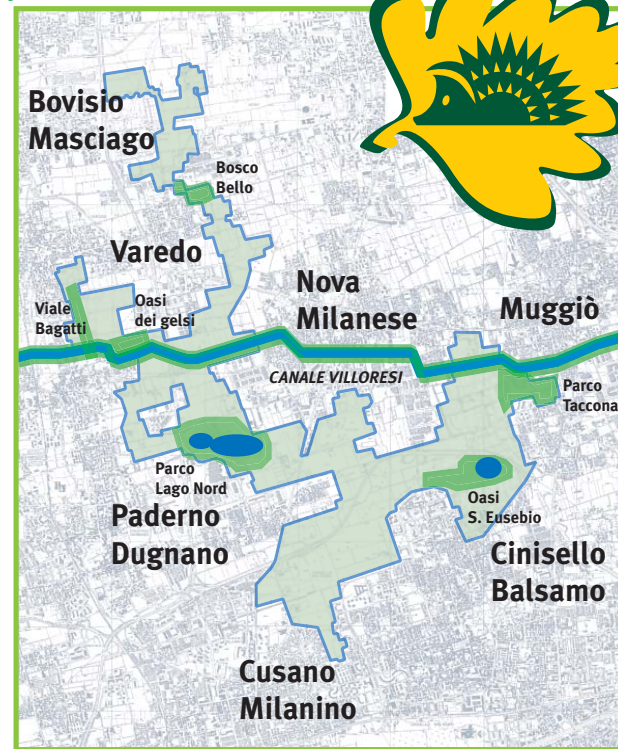 Bovisio
Masciago
Bosco
Bello
Varedo
Nova
Milanese
Muggiò
Viale
Bagatti
Oasi
dei gelsi
CANALE VILLORESI
Parco
Taccona
Parco
Lago Nord
Oasi
S. Eusebio
Paderno
Dugnano
Cinisello
Balsamo
Cusano
Milanino